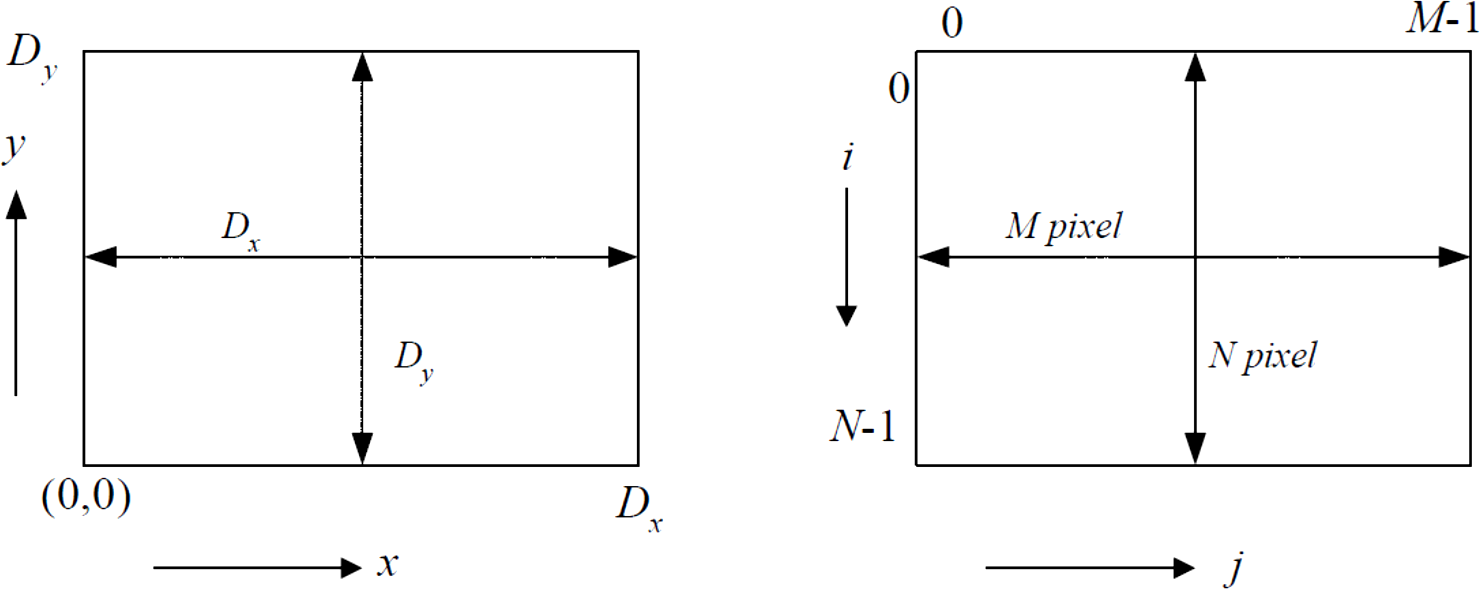 D_y
y
D_x
D_y
(0,0)
D_x
x
0
M-1
0
i
M pixel
N pixel
N-1
j